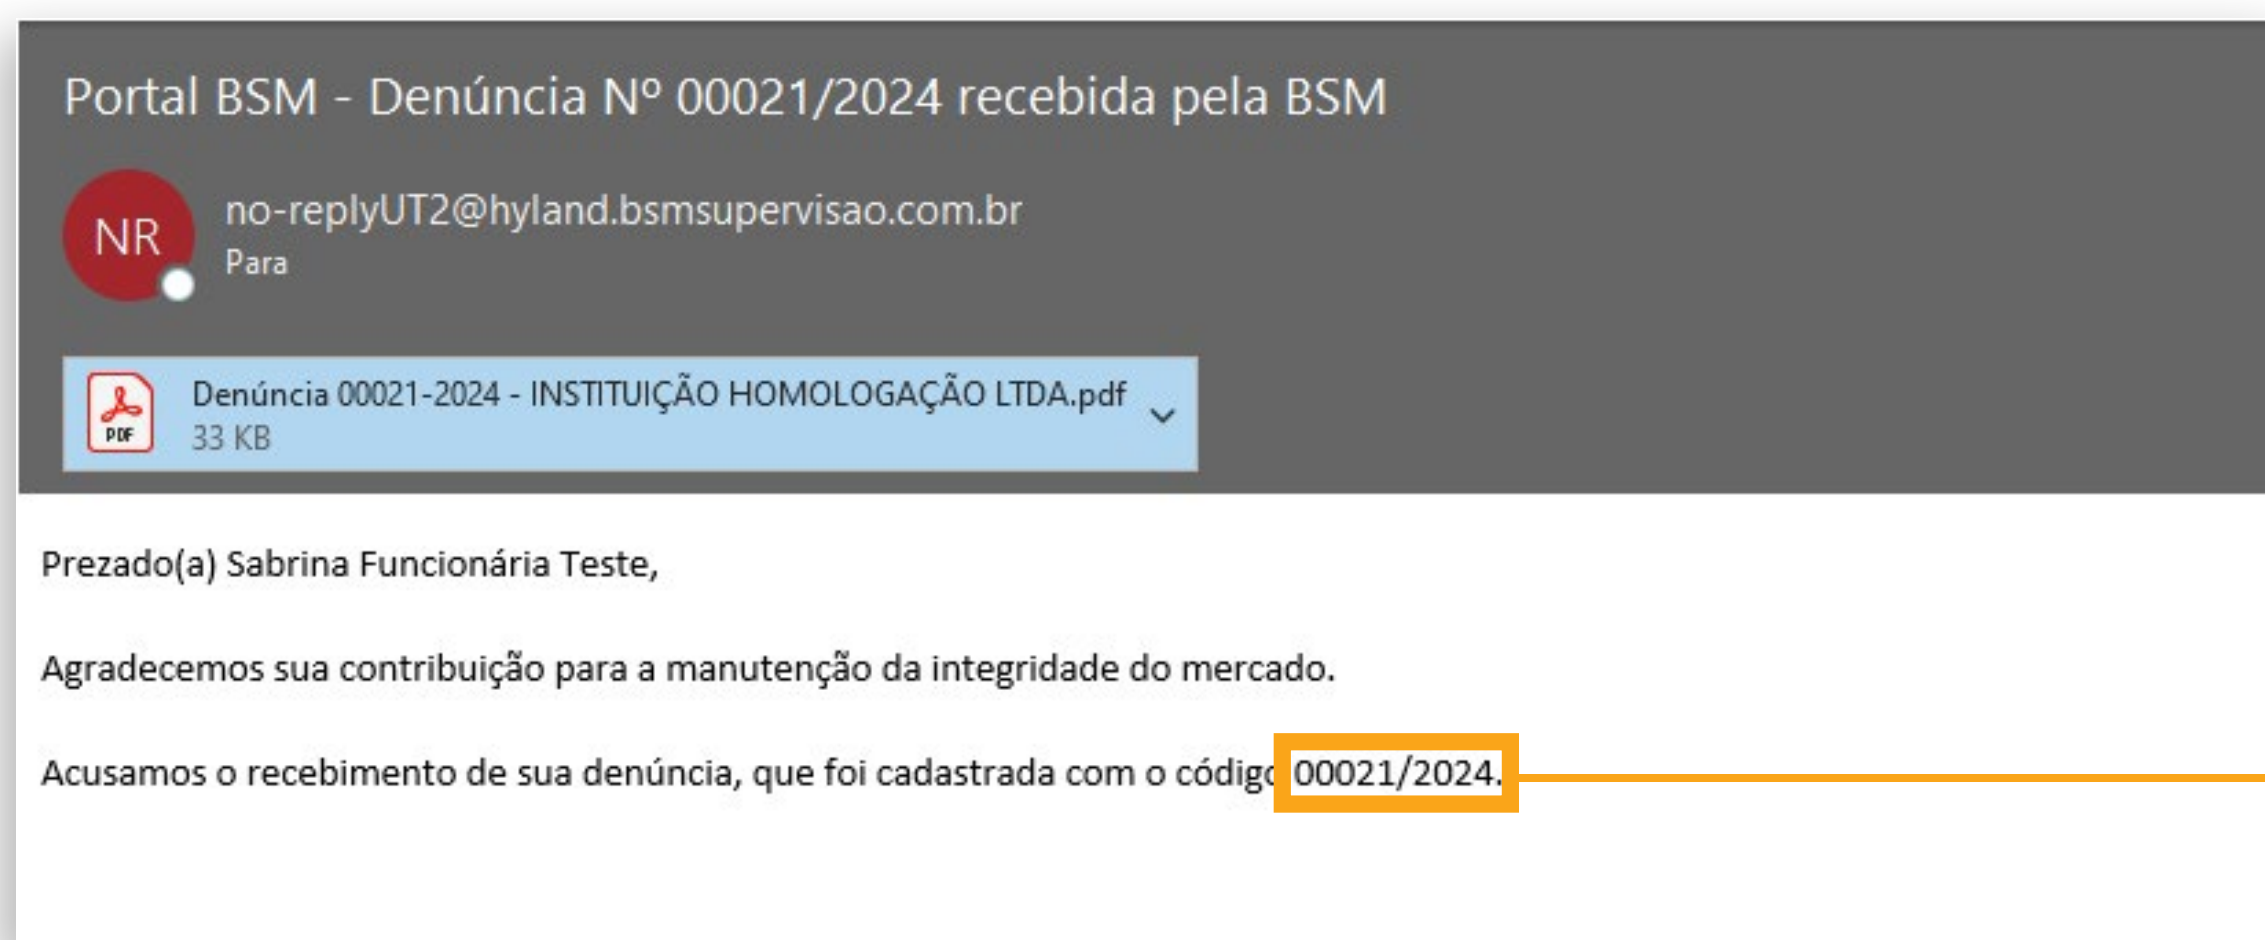 Portal BSM - Denúncia Nº 00021/2024 recebida pela BSM
NR
no-replyUT2@hyland.bsmsupervisao.com.br
Para
PDF
Denúncia 00021-2024 - INSTITUIÇÃO HOMOLOGAÇÃO LTDA.pdf
33 KB
Prezado(a) Sabrina Funcionária Teste,
Agradecemos sua contribuição para a manutenção da integridade do mercado.
Acusamos o recebimento de sua denúncia, que foi cadastrada com o código 00021/2024.